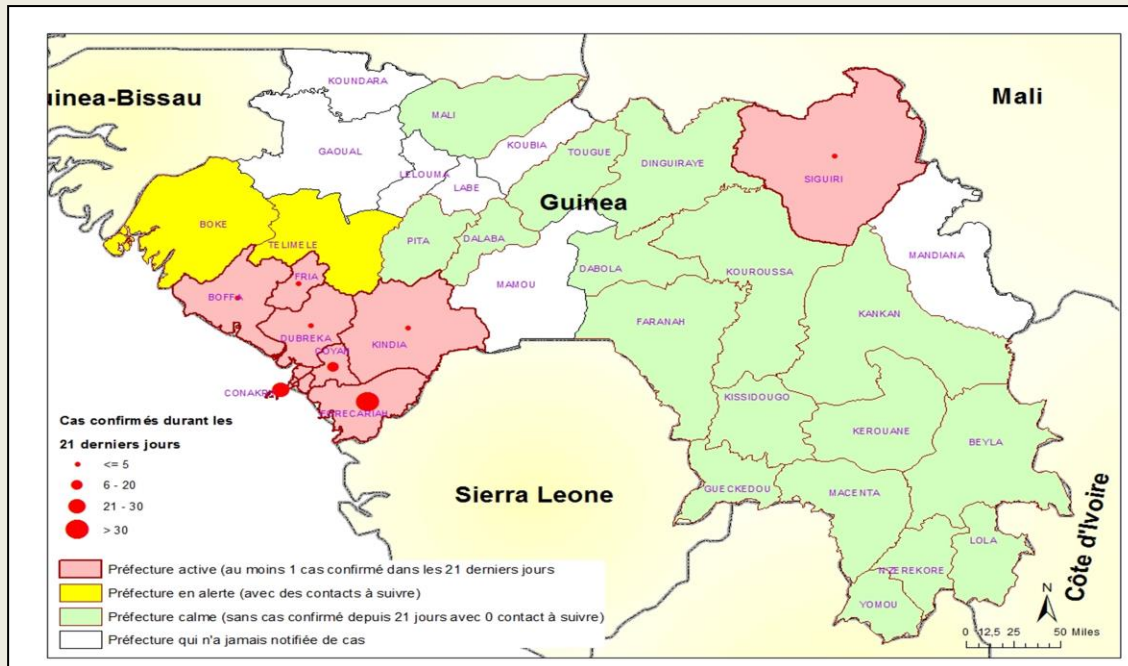 KOUNDARA
uinea-Bissau
Mali
MALI
GAOUAL
KOUBIA
TOUGUE
DINGUIRAYE
LELOUMA
LABE
SIGUIRI
Guinea
BOKE
TELIMELE
PITA
DALABA
MANDIANA
DABOLA
KOUROUSSA
FRIA
BOFFA
MAMOU
KANKAN
FARANAH
DUBREKA
KINDIA
COYAH
CONAKR
KISSIDOUGO
KEROUANE
BEYLA
Sierra Leone
GUECKEDOU
MACENTA
LOLA
N'ZEREKORE
YOMOU
Côte d'Ivoire
Cas confirmés durant les
21 derniers jours
<= 5
6 - 20
21 - 30
> 30
Préfecture active (au moins 1 cas confirmé dans les 21 derniers jours
Préfecture en alerte (avec des contacts à suivre)
Préfecture calme (sans cas confirmé depuis 21 jours avec 0 contact à suivre)
Préfecture qui n'a jamais notifiée de cas
N
0 12,5 25 50 Miles